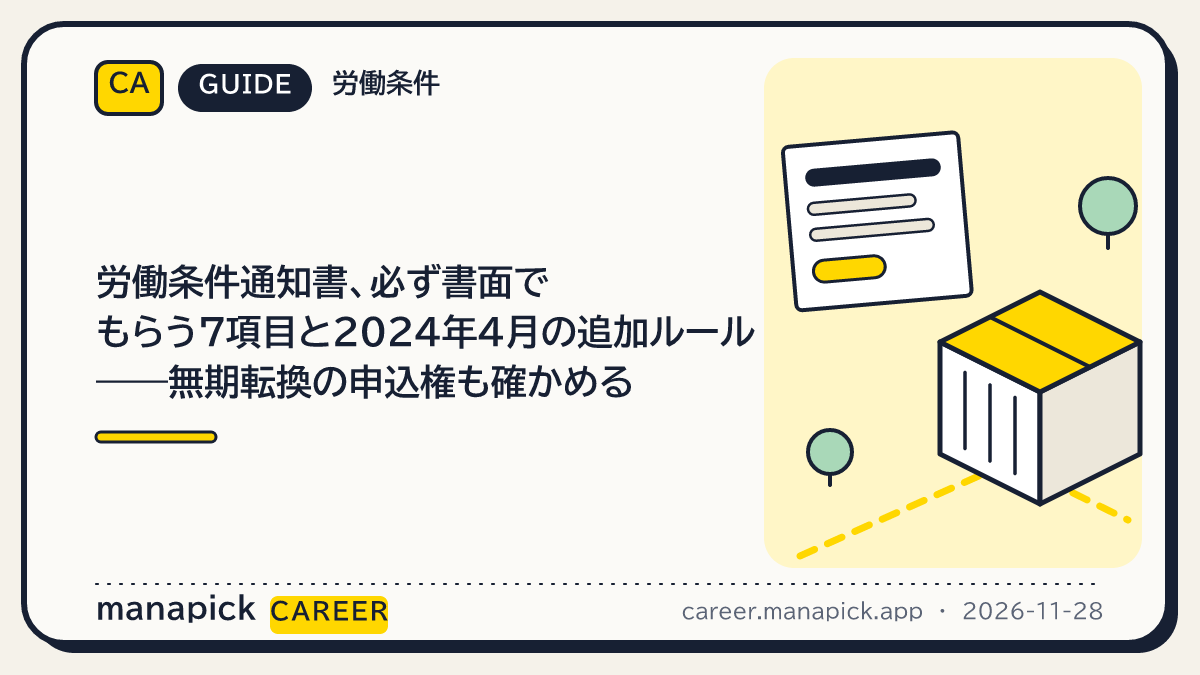 CA GUIDE 労働条件
労働条件通知書、必ず書面で
もらう7項目と2024年4月の追加ルール
──無期転換の申込権も確かめる
manapick CAREER
career.manapick.app ・ 2026-11-28